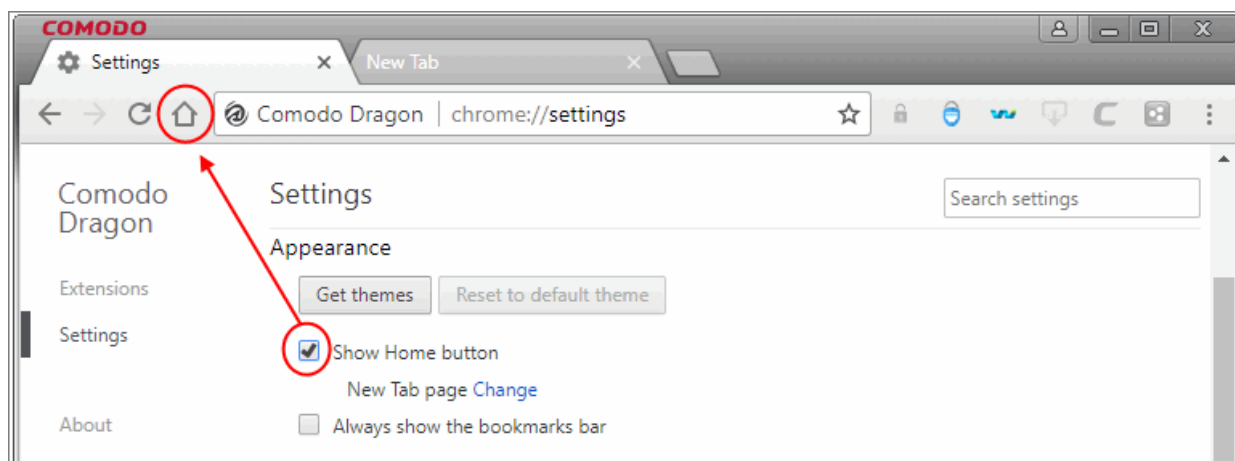 COMODO
Settings
New Tab
Comodo Dragon | chrome://settings
Comodo
Dragon
Settings
Search settings
Appearance
Extensions
Get themes
Reset to default theme
Settings
Show Home button
New Tab page Change
About
Always show the bookmarks bar